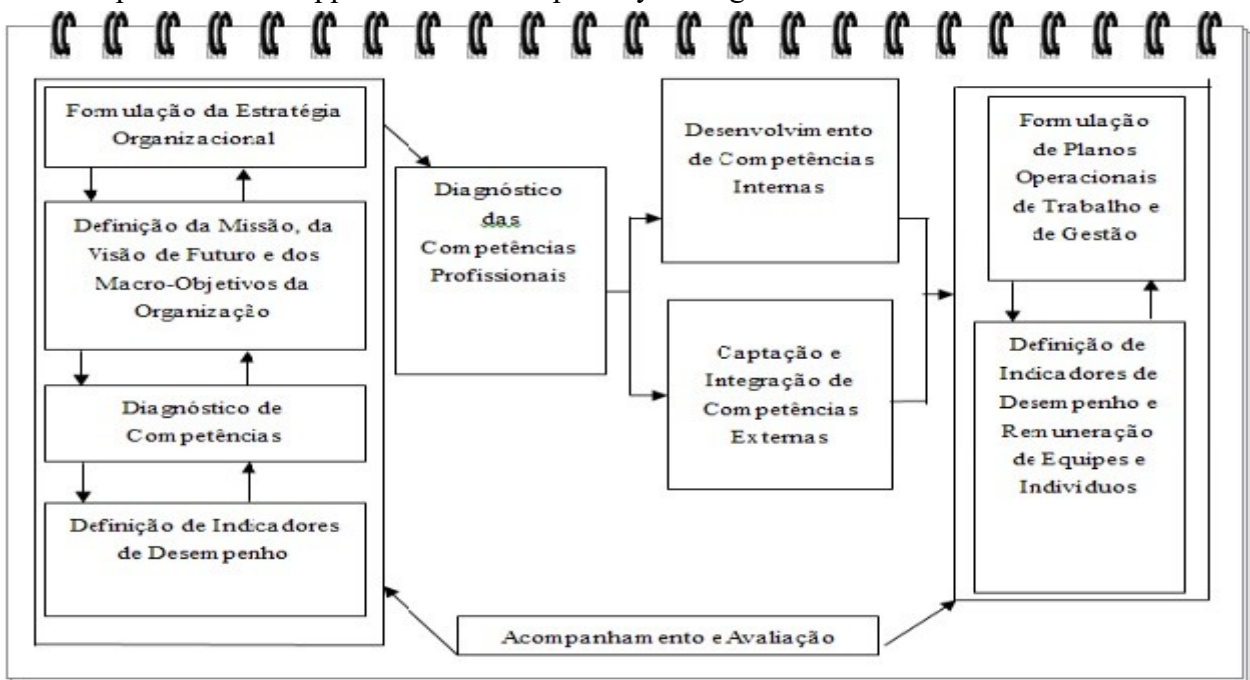 Formulação da Estratégia
Organizacional
Definição da Missão, da
Visão de Futuro e dos
Macro-Objetivos da
Organização
Diagnóstico de
Competências
Definição de Indicadores
de Desempenho
Diagnóstico
das
Competências
Profissionais
Desenvolvimento
de Competências
Internas
Captação e
Integração de
Competências
Externas
Formulação
de Planos
Operacionais
de Trabalho e
de Gestão
Definição de
Indicadores de
Desempenho e
Remuneração
de Equipes e
Individuos
Acompanhamento e Avaliação